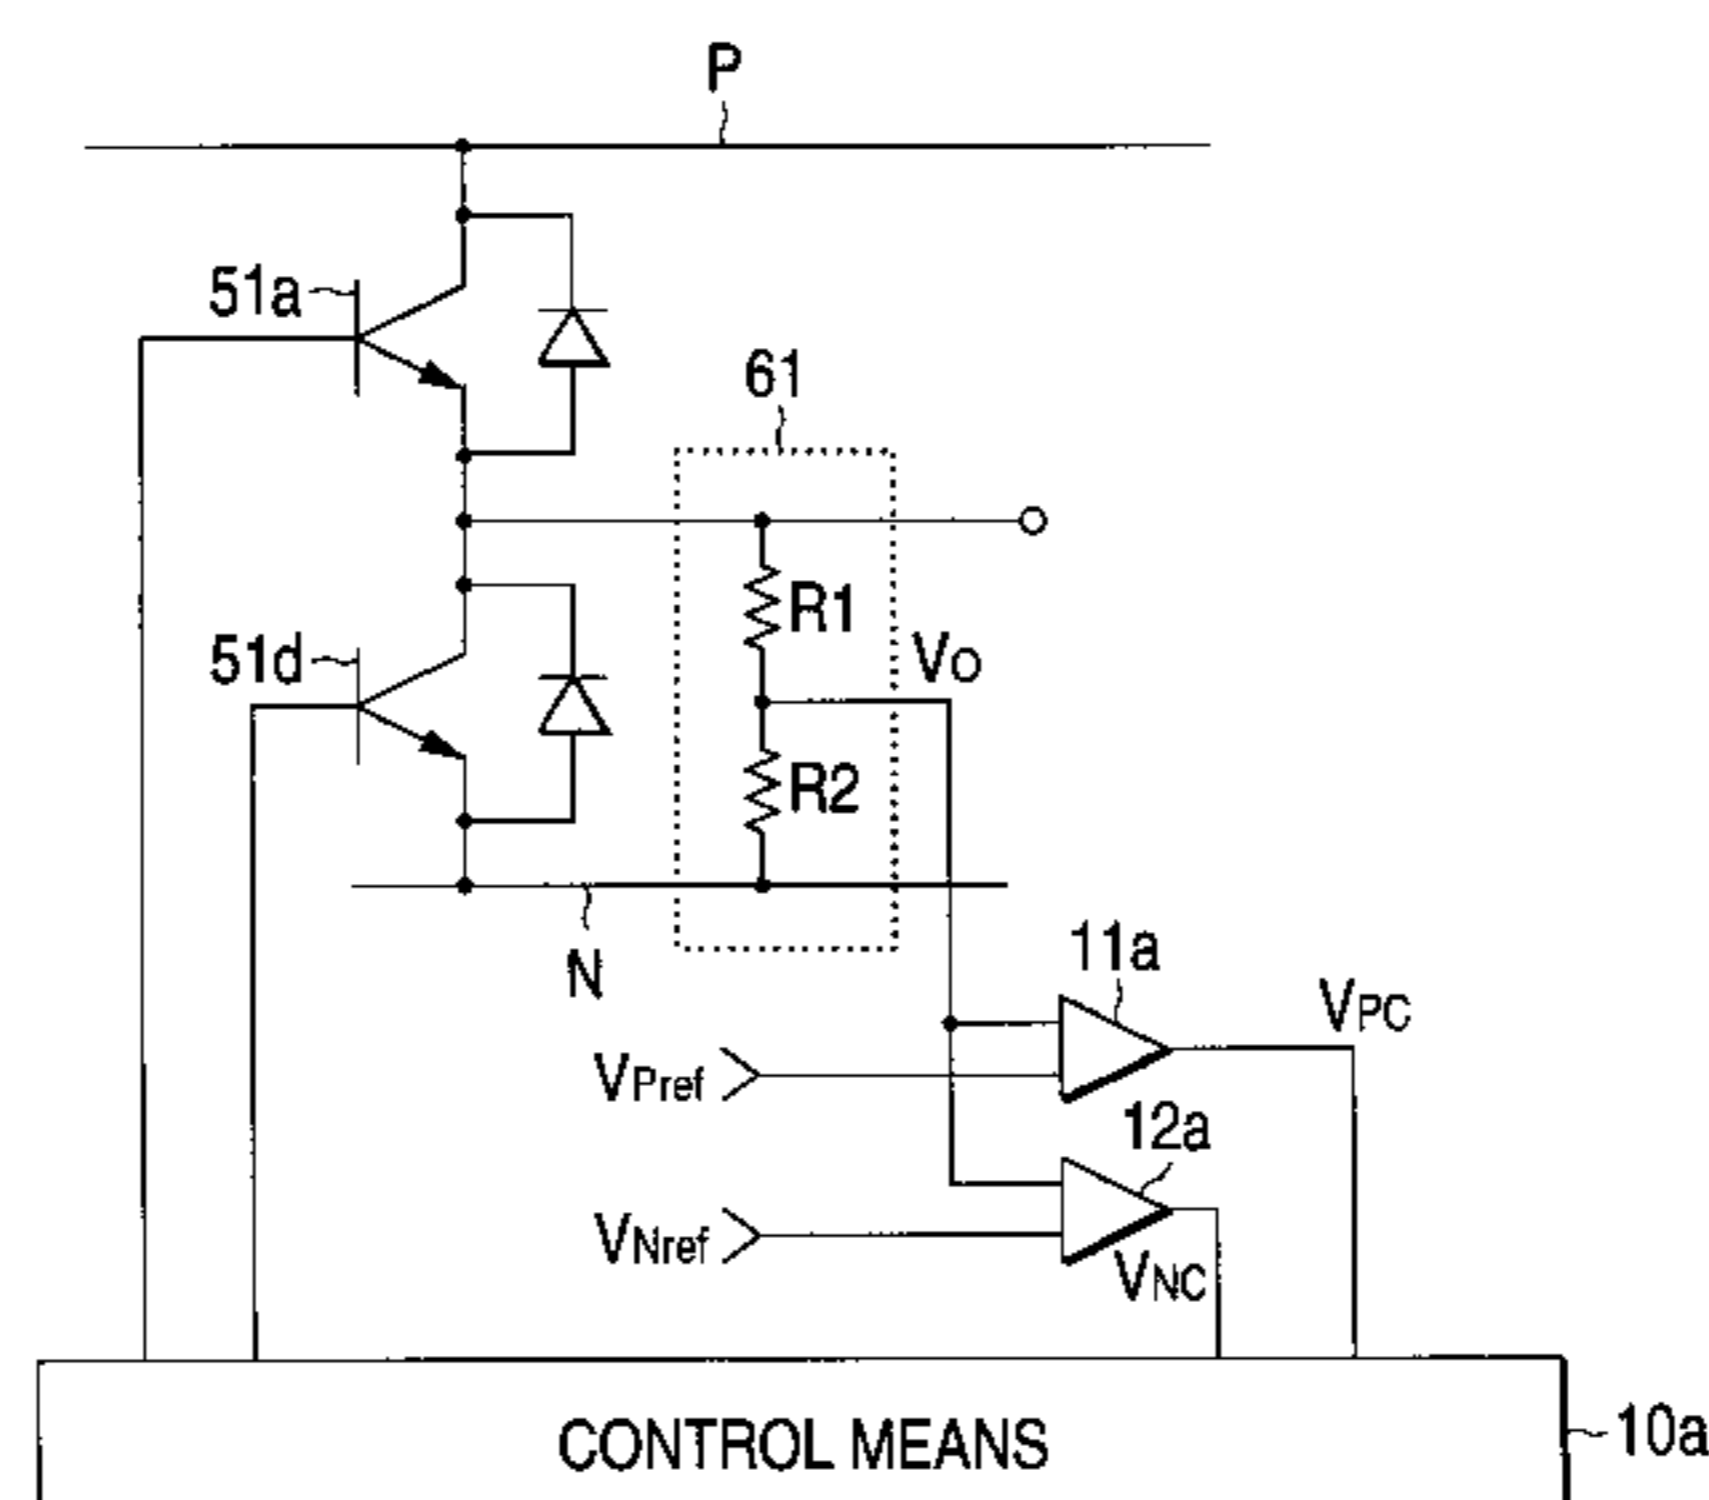 P
51a
61
R1
VO
51d
R2
N
11a
VPC
VPref
12a
VNref
VNC
CONTROL MEANS
10a